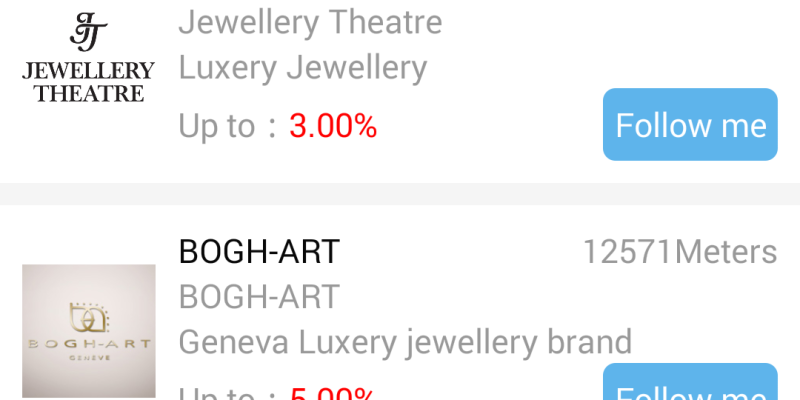 Jewellery Theatre
JEWELLERY
THEATRE
Luxery Jewellery
Up to : 3.00%
Follow me
BOGH-ART
12571Meters
BOGH-ART
BOGH-ART
GENEVE
Geneva Luxery jewellery brand
Up to : 5.00%
Follow me